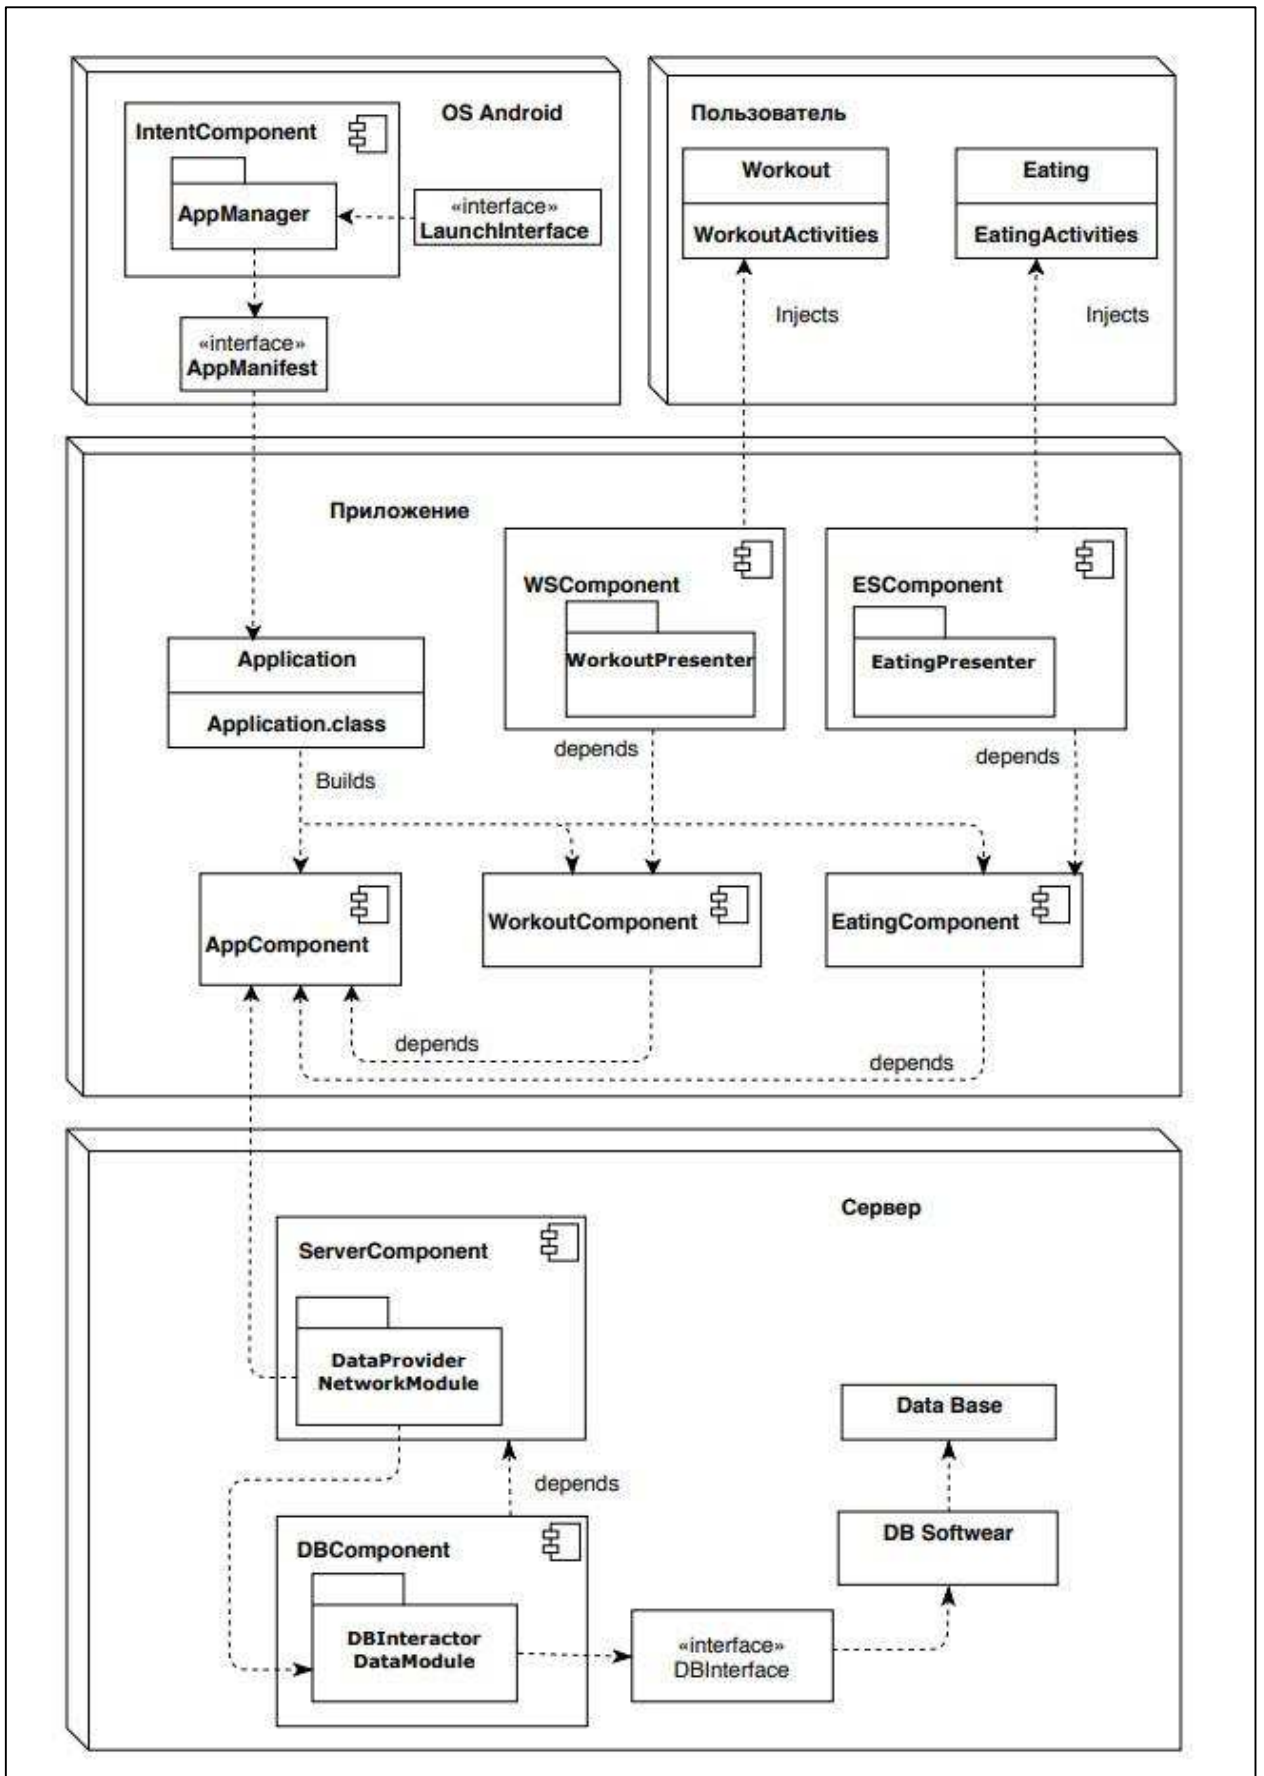 OS Android
IntentComponent
AppManager
«interface»
LaunchInterface
«interface»
AppManifest
Пользователь
Workout
WorkoutActivities
Eating
EatingActivities
Injects
Injects
Приложение
WSComponent
WorkoutPresenter
ESComponent
EatingPresenter
Application
Application.class
depends
depends
Builds
AppComponent
WorkoutComponent
EatingComponent
depends
depends
Сервер
ServerComponent
DataProvider
NetworkModule
Data Base
depends
DB Softwear
DBComponent
DBInteractor
DataModule
«interface»
DBInterface